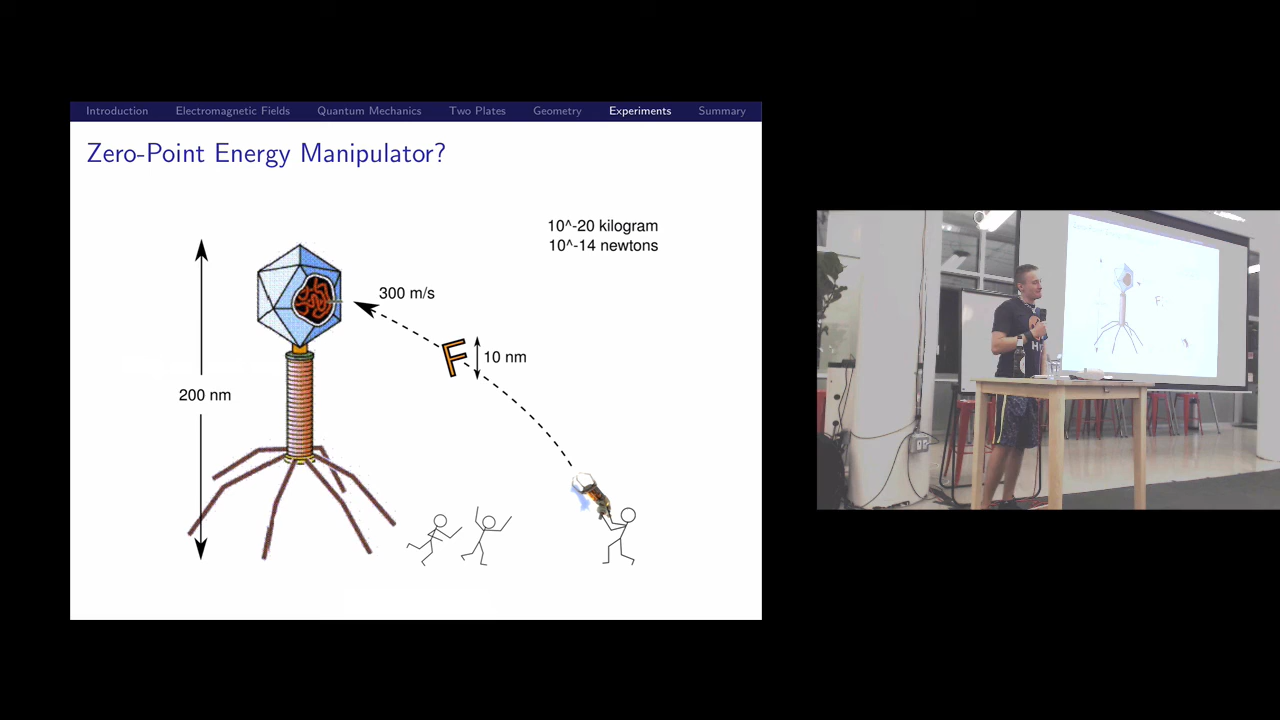 Introduction Electromagnetic Fields Quantum Mechanics Two Plates Geometry Experiments Summary
Zero-Point Energy Manipulator?
10^-20 kilogram
10^-14 newtons
300 m/s
F
10 nm
200 nm